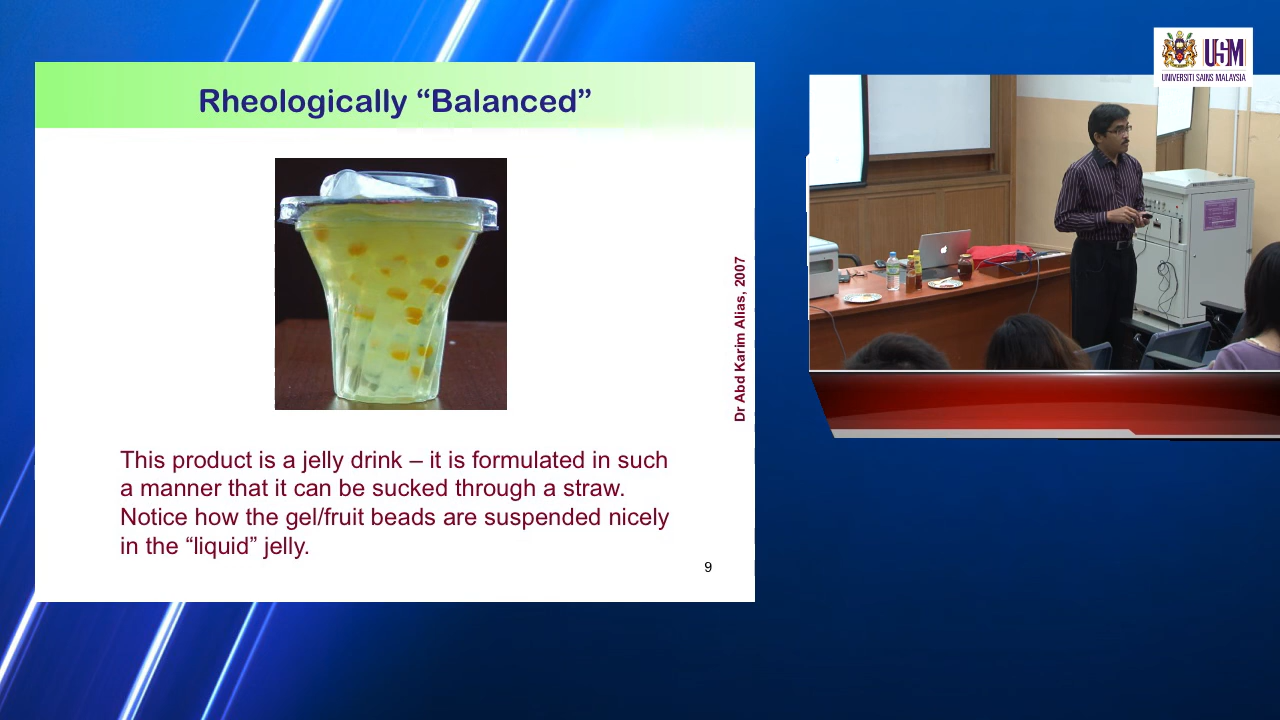 Rheologically “Balanced”
Dr Abd Karim Alias, 2007
This product is a jelly drink – it is formulated in such
a manner that it can be sucked through a straw.
Notice how the gel/fruit beads are suspended nicely
in the “liquid” jelly.
9
USM
UNIVERSITI SAINS MALAYSIA